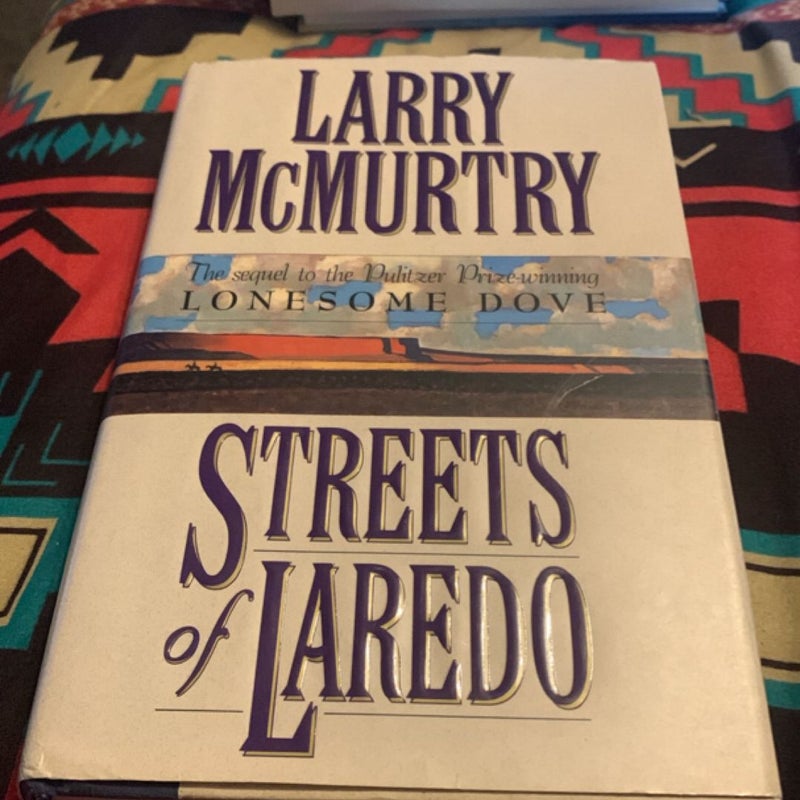 LARRY
McMURTRY
The sequel to the Pulitzer Prize-winning
LONESOME DOVE
STREETS
of LAREDO